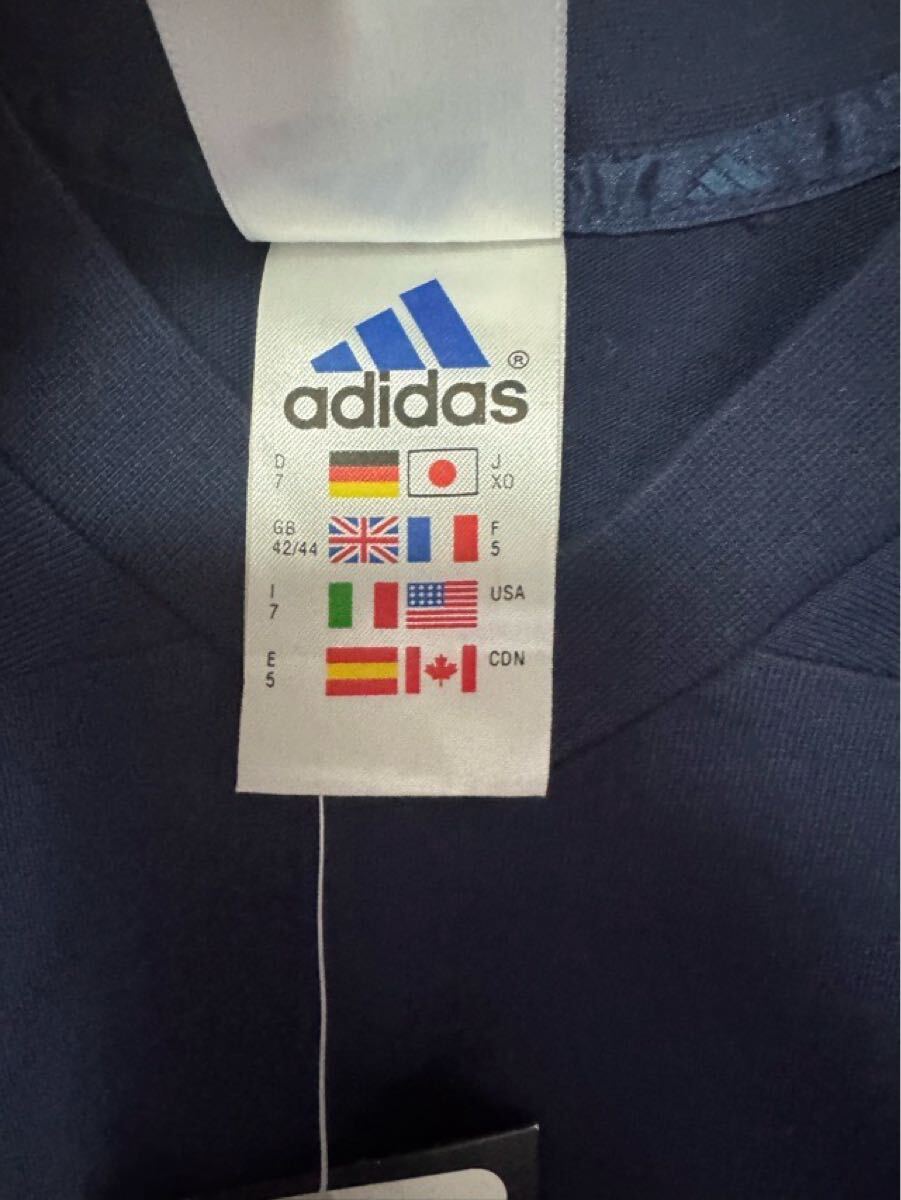 adidas®
D J
7 XO
GB F
42/44 5
I USA
7
E CDN
5